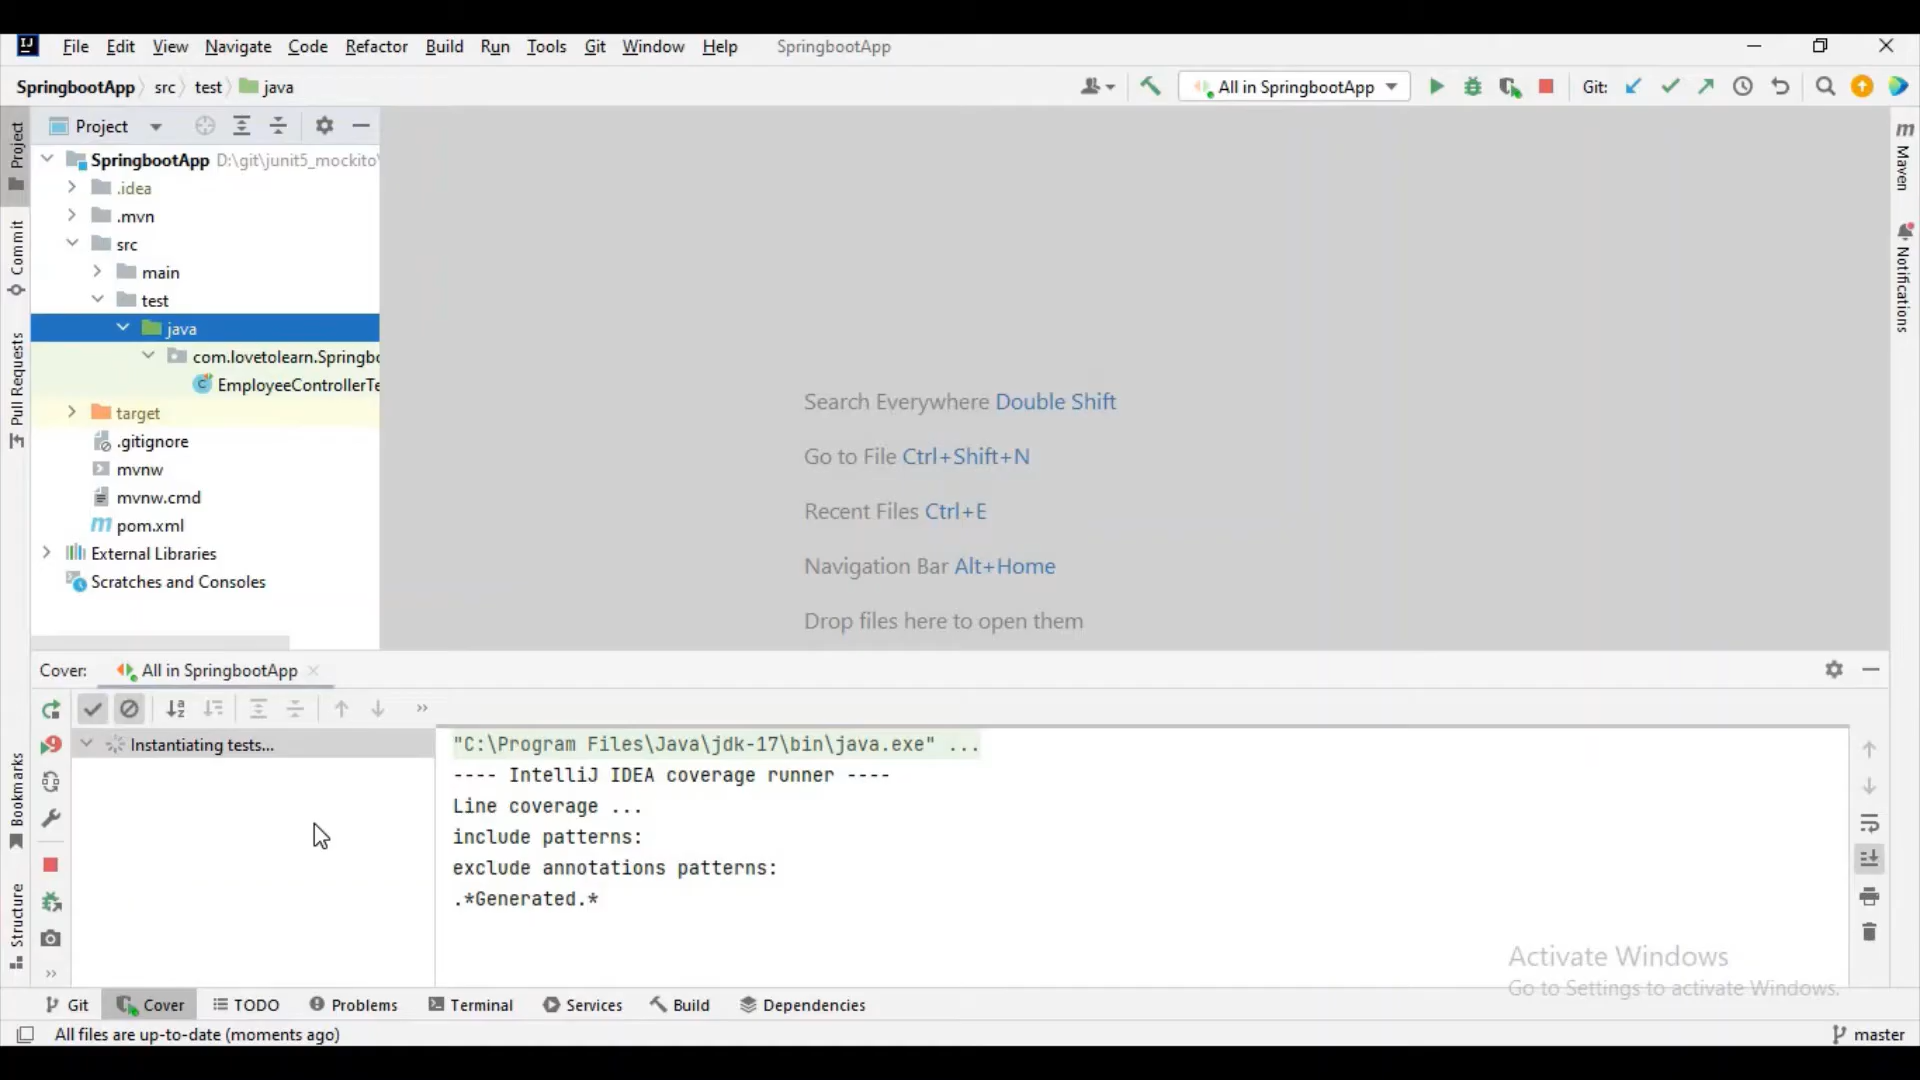 File Edit View Navigate Code Refactor Build Run Tools Git Window Help SpringbootApp
SpringbootApp src test java All in SpringbootApp Git:
Project
SpringbootApp D:\git\junit5_mockito\
.idea
.mvn
src
main
test
java
com.lovetolearn.Springbo
EmployeeControllerTe
target
.gitignore
mvnw
mvnw.cmd
pom.xml
External Libraries
Scratches and Consoles
Project
Commit
Pull Requests
Bookmarks
Structure
Search Everywhere Double Shift
Go to File Ctrl+Shift+N
Recent Files Ctrl+E
Navigation Bar Alt+Home
Drop files here to open them
Maven
Notifications
Cover: All in SpringbootApp
Instantiating tests...
"C:\Program Files\Java\jdk-17\bin\java.exe" ...
---- IntelliJ IDEA coverage runner ----
Line coverage ...
include patterns:
exclude annotations patterns:
.*Generated.*
Activate Windows
Go to Settings to activate Windows.
Git Cover TODO Problems Terminal Services Build Dependencies
All files are up-to-date (moments ago) master